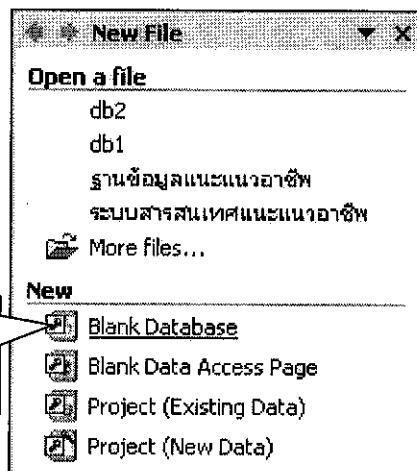 New File
Open a file
db2
db1
ฐานข้อมูลแนะแนวอาชีพ
ระบบสารสนเทศแนะแนวอาชีพ
More files...
New
Blank Database
Blank Data Access Page
Project (Existing Data)
Project (New Data)